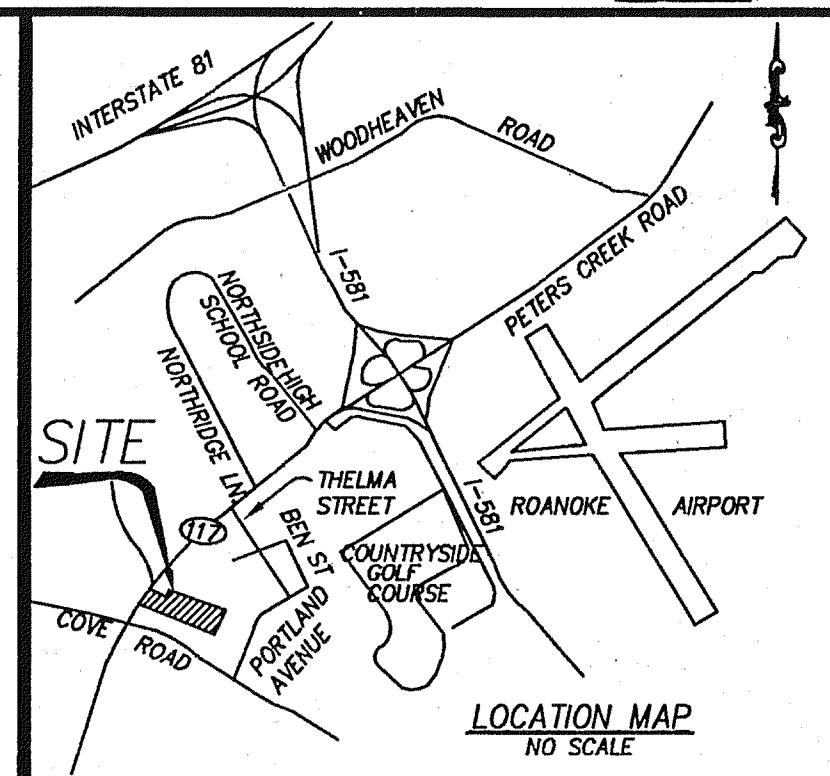 INTERSTATE 81
WOODHEAVEN ROAD
I-581
PETERS CREEK ROAD
NORTHSIDE HIGH
SCHOOL ROAD
NORTHRIDGE LN
SITE
THELMA
STREET
I-581
ROANOKE AIRPORT
117
BEN ST
COUNTRYSIDE
GOLF
COURSE
COVE ROAD
PORTLAND
AVENUE
LOCATION MAP
NO SCALE